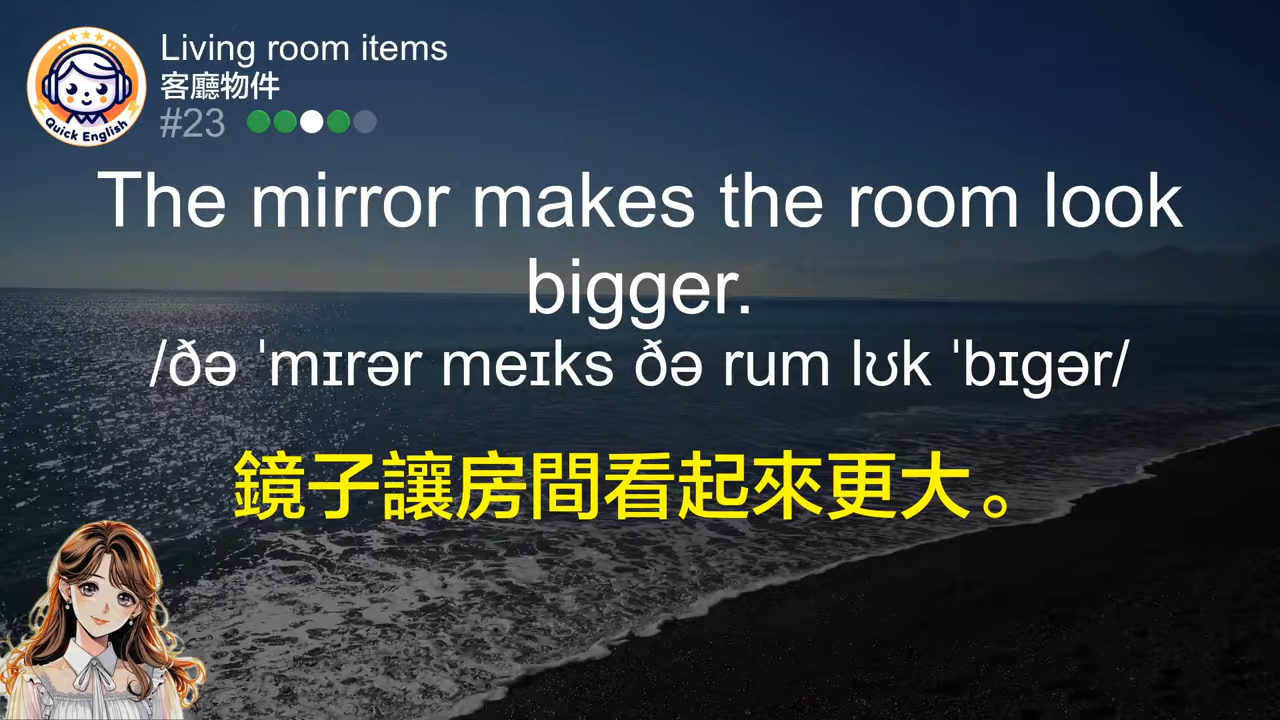 Living room items
客廳物件
#23
Quick English
The mirror makes the room look
bigger.
/ðə ˈmɪrər meɪks ðə rum lʊk ˈbɪgər/
鏡子讓房間看起來更大。